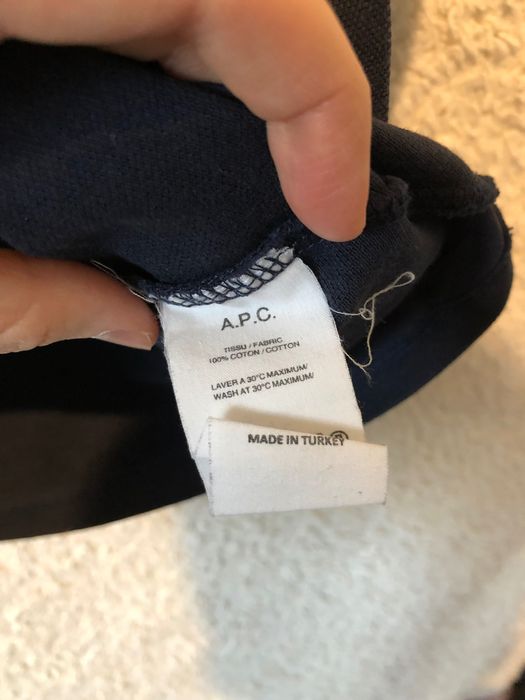 A.P.C.
TISSU / FABRIC
100% COTON / COTTON
LAVER A 30°C MAXIMUM/
WASH AT 30°C MAXIMUM/
MADE IN TURKEY